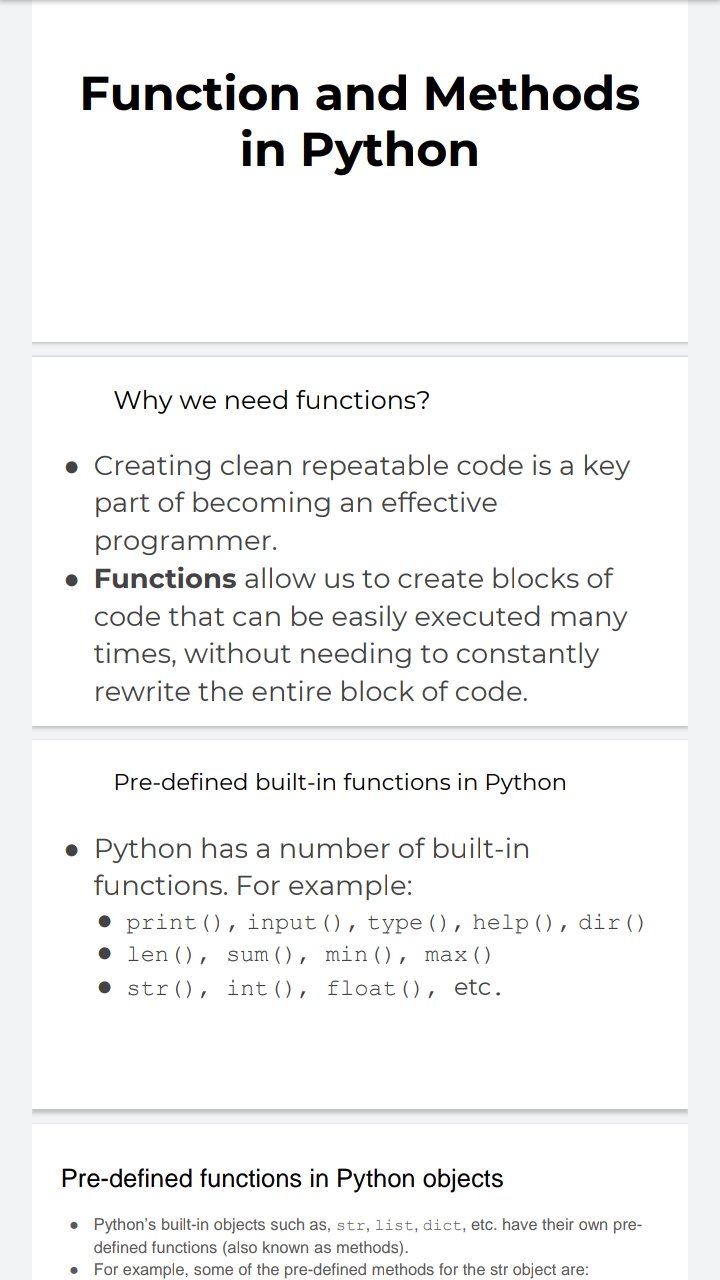 Function and Methods
in Python
Why we need functions?
● Creating clean repeatable code is a key
part of becoming an effective
programmer.
● Functions allow us to create blocks of
code that can be easily executed many
times, without needing to constantly
rewrite the entire block of code.
Pre-defined built-in functions in Python
● Python has a number of built-in
functions. For example:
● print(), input(), type(), help(), dir()
● len(), sum(), min(), max()
● str(), int(), float(), etc.
Pre-defined functions in Python objects
● Python’s built-in objects such as, str, list, dict, etc. have their own pre-
defined functions (also known as methods).
● For example, some of the pre-defined methods for the str object are: